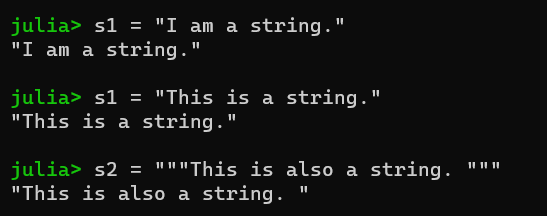 julia> s1 = "I am a string."
"I am a string."
julia> s1 = "This is a string."
"This is a string."
julia> s2 = """This is also a string. """
"This is also a string. "